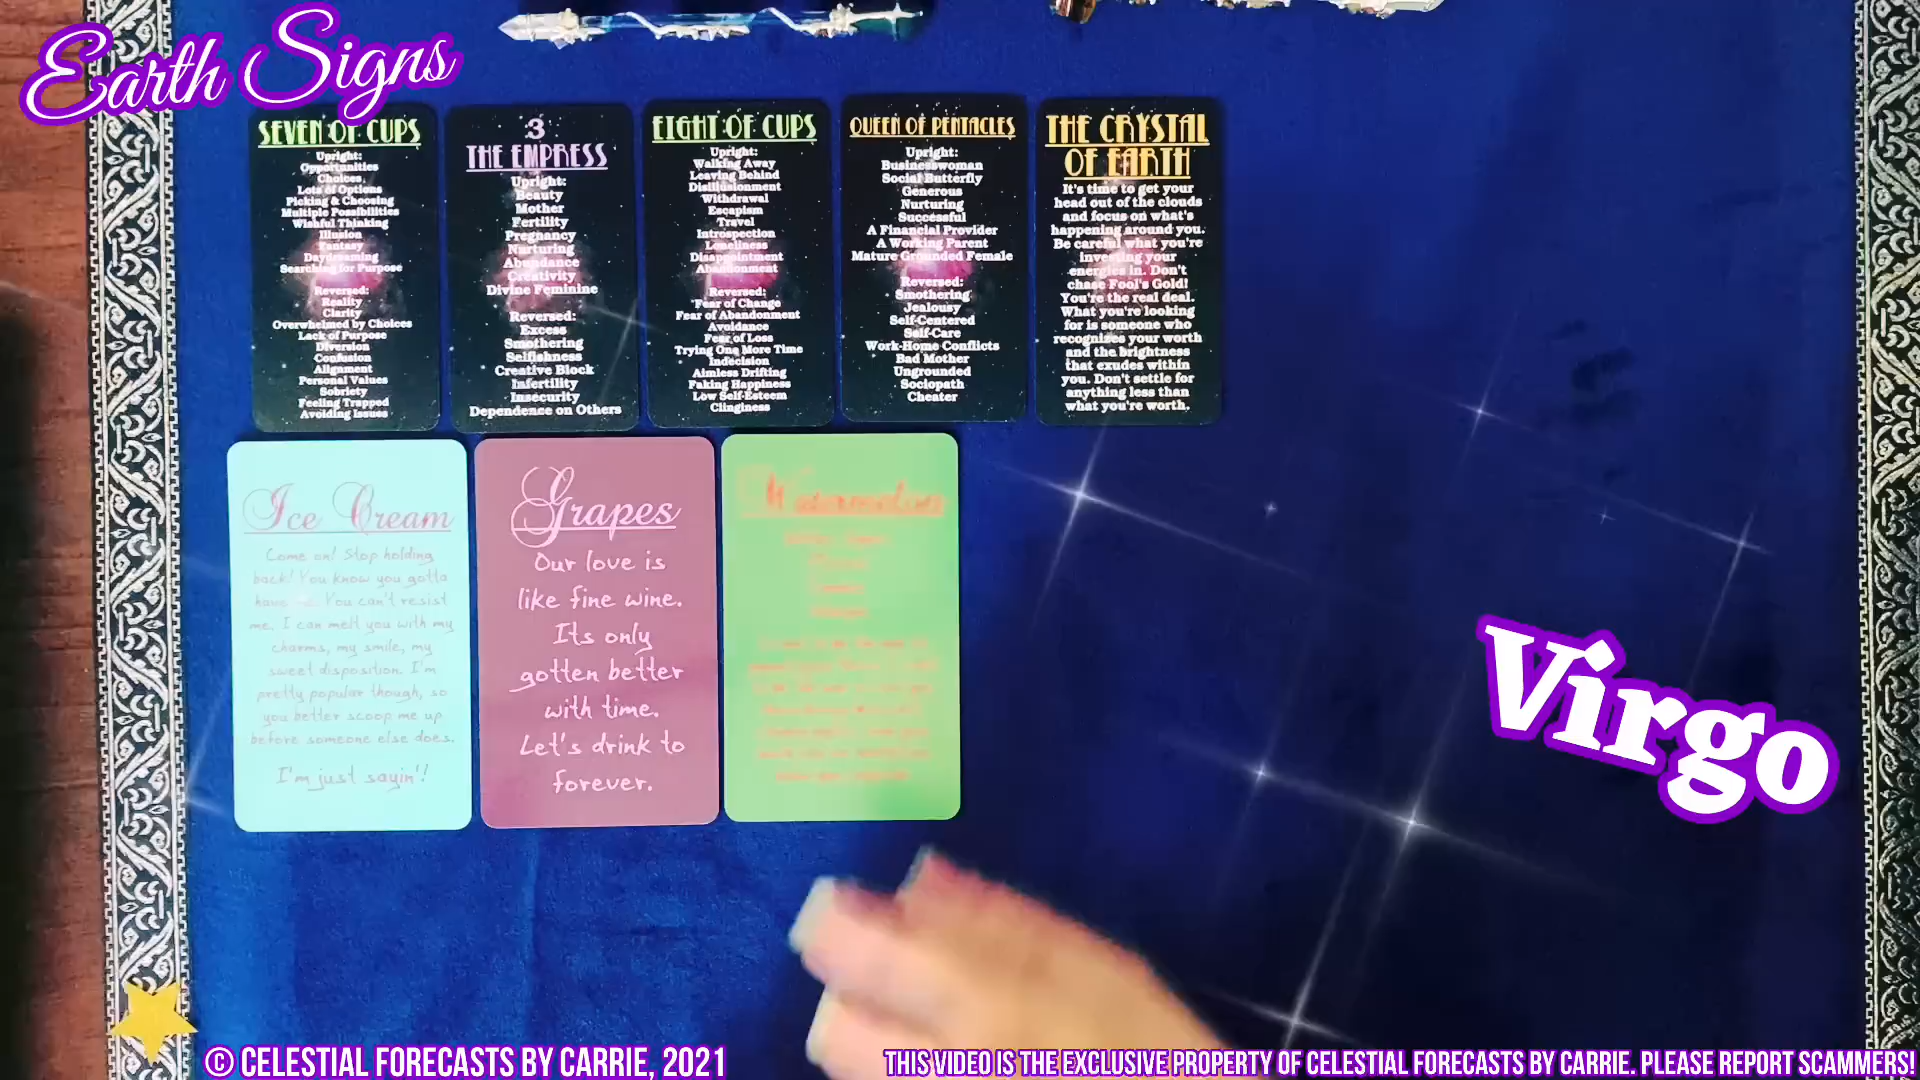 Earth Signs
SEVEN OF CUPS
Upright:
Opportunities
Choices
Lots of Options
Picking & Choosing
Multiple Possibilities
Wishful Thinking
Illusion
Fantasy
Daydreaming
Searching for Purpose
Reversed:
Reality
Clarity
Overwhelmed by Choices
Lack of Purpose
Diversion
Confusion
Alignment
Personal Values
Sobriety
Feeling Trapped
Avoiding Issues
3
THE EMPRESS
Upright:
Beauty
Mother
Fertility
Pregnancy
Nurturing
Abundance
Creativity
Divine Feminine
Reversed:
Excess
Smothering
Selfishness
Creative Block
Infertility
Insecurity
Dependence on Others
EIGHT OF CUPS
Upright:
Walking Away
Leaving Behind
Disillusionment
Withdrawal
Escapism
Travel
Introspection
Loneliness
Disappointment
Abandonment
Reversed:
Fear of Change
Fear of Abandonment
Avoidance
Fear of Loss
Trying One More Time
Indecision
Aimless Drifting
Faking Happiness
Low Self-Esteem
Clinginess
QUEEN OF PENTACLES
Upright:
Businesswoman
Social Butterfly
Generous
Nurturing
Successful
A Financial Provider
A Working Parent
Mature Grounded Female
Reversed:
Smothering
Jealousy
Self-Centered
Self-Care
Work-Home Conflicts
Bad Mother
Ungrounded
Sociopath
Cheater
THE CRYSTAL
OF EARTH
It's time to get your
head out of the clouds
and focus on what's
happening around you.
Be careful what you're
investing your
energies in. Don't
chase Fool's Gold!
You're the real deal.
What you're looking
for is someone who
recognizes your worth
and the brightness
that exudes within
you. Don't settle for
anything less than
what you're worth.
Ice Cream
Come on! Stop holding
back! You know you gotta
have me. You can't resist
me. I can melt you with my
charms, my smile, my
sweet disposition. I'm
pretty popular though, so
you better scoop me up
before someone else does.
I'm just sayin'!
Grapes
Our love is
like fine wine.
Its only
gotten better
with time.
Let's drink to
forever.
Virgo
© CELESTIAL FORECASTS BY CARRIE, 2021
THIS VIDEO IS THE EXCLUSIVE PROPERTY OF CELESTIAL FORECASTS BY CARRIE. PLEASE REPORT SCAMMERS!